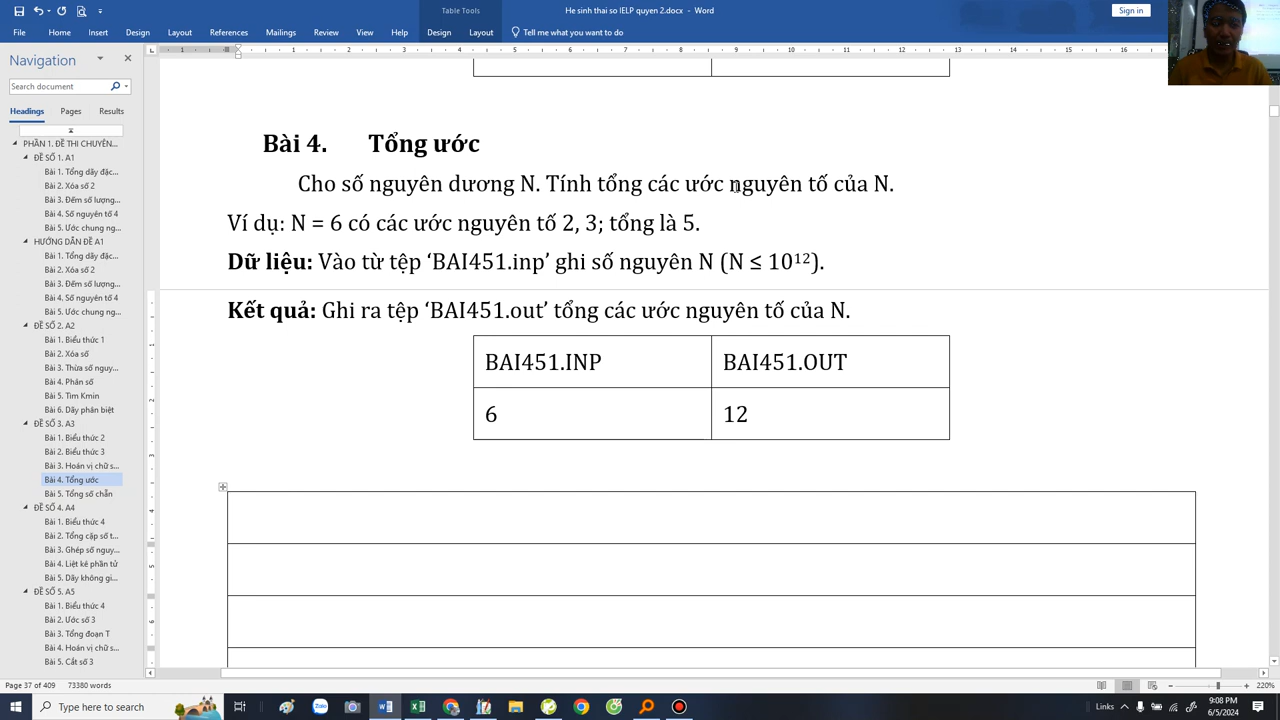 Table Tools
He sinh thai so IELP quyen 2.docx - Word
Sign in
File Home Insert Draw Design Layout References Mailings Review View Help Design Layout Tell me what you want to do
Navigation
Search document
Headings Pages Results
PHẦN 1. ĐỀ THI CHUYÊN...
ĐỀ SỐ 1. A1
Bài 1. Tổng dãy đặc...
Bài 2. Xóa số 2
Bài 3. Đếm số lượng...
Bài 4. Số nguyên tố 4
Bài 5. Ước chung ng...
HƯỚNG DẪN ĐỀ A1
Bài 1. Tổng dãy đặc...
Bài 2. Xóa số 2
Bài 3. Đếm số lượng...
Bài 4. Số nguyên tố 4
Bài 5. Ước chung ng...
ĐỀ SỐ 2. A2
Bài 1. Biểu thức 1
Bài 2. Xóa số
Bài 3. Thừa số nguy...
Bài 4. Phân số
Bài 5. Tìm Kmin
Bài 6. Dãy phân biệt
ĐỀ SỐ 3. A3
Bài 1. Biểu thức 2
Bài 2. Biểu thức 3
Bài 3. Hoán vị chữ s...
Bài 4. Tổng ước
Bài 5. Tổng số chẵn
ĐỀ SỐ 4. A4
Bài 1. Biểu thức 4
Bài 2. Tổng cặp số t...
Bài 3. Ghép số nguy...
Bài 4. Liệt kê phần tử
Bài 5. Dãy không gi...
ĐỀ SỐ 5. A5
Bài 1. Biểu thức 4
Bài 2. Ước số 3
Bài 3. Tổng đoạn T
Bài 4. Hoán vị chữ s...
Bài 5. Cắt số 3
Bài 4. Tổng ước
Cho số nguyên dương N. Tính tổng các ước nguyên tố của N.
Ví dụ: N = 6 có các ước nguyên tố 2, 3; tổng là 5.
Dữ liệu: Vào từ tệp ‘BAI451.inp’ ghi số nguyên N (N ≤ 10¹²).
Kết quả: Ghi ra tệp ‘BAI451.out’ tổng các ước nguyên tố của N.
BAI451.INP BAI451.OUT
6 12
Page 37 of 409 73380 words
220%
Type here to search
Zalo
9:08 PM
6/5/2024